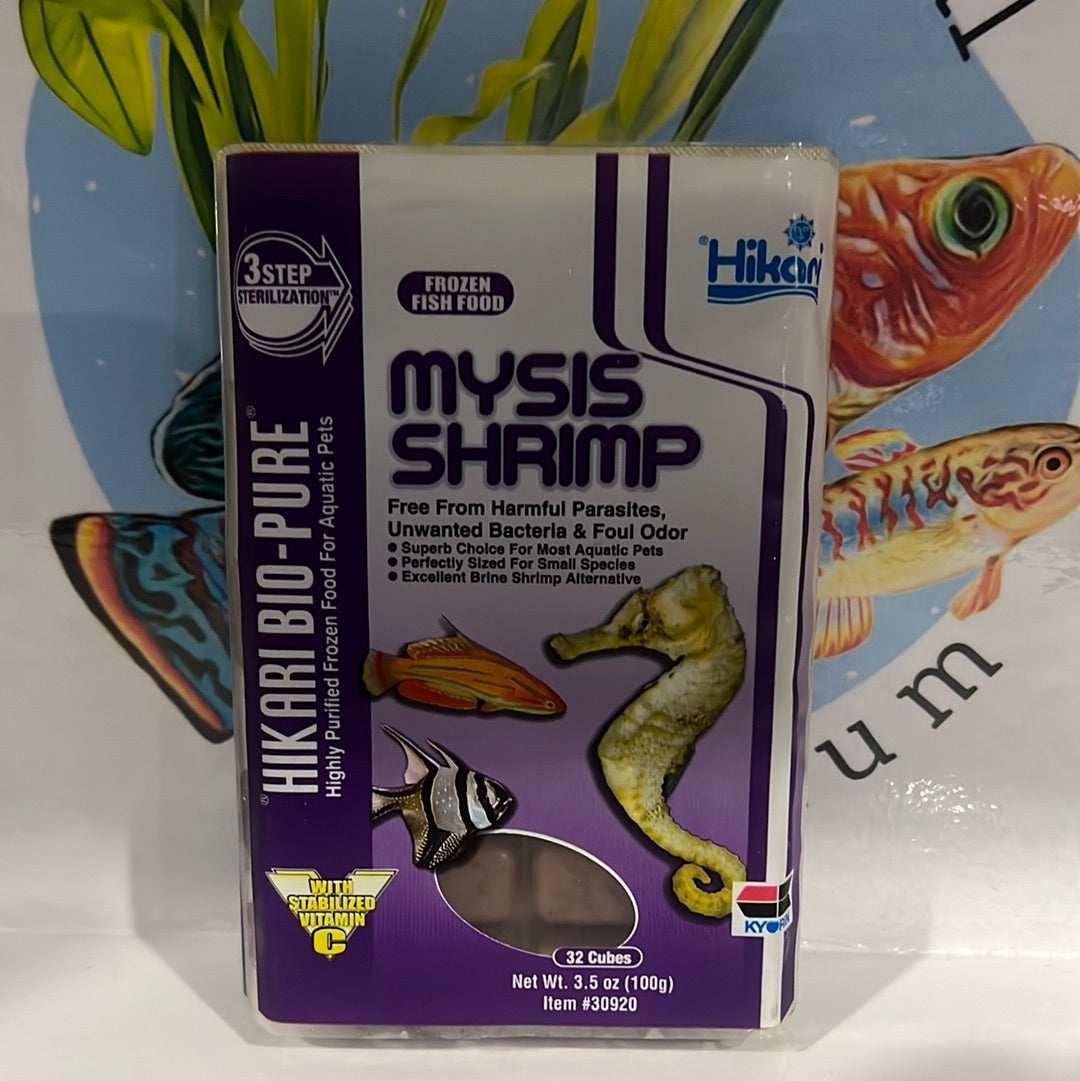 3 STEP
STERILIZATION™
FROZEN
FISH FOOD
®Hikari
MYSIS
SHRIMP
Free From Harmful Parasites,
Unwanted Bacteria & Foul Odor
● Superb Choice For Most Aquatic Pets
● Perfectly Sized For Small Species
● Excellent Brine Shrimp Alternative
®HIKARI BIO-PURE®
Highly Purified Frozen Food For Aquatic Pets
WITH
STABILIZED
VITAMIN
C
KYORIN
32 Cubes
Net Wt. 3.5 oz (100g)
Item #30920
um